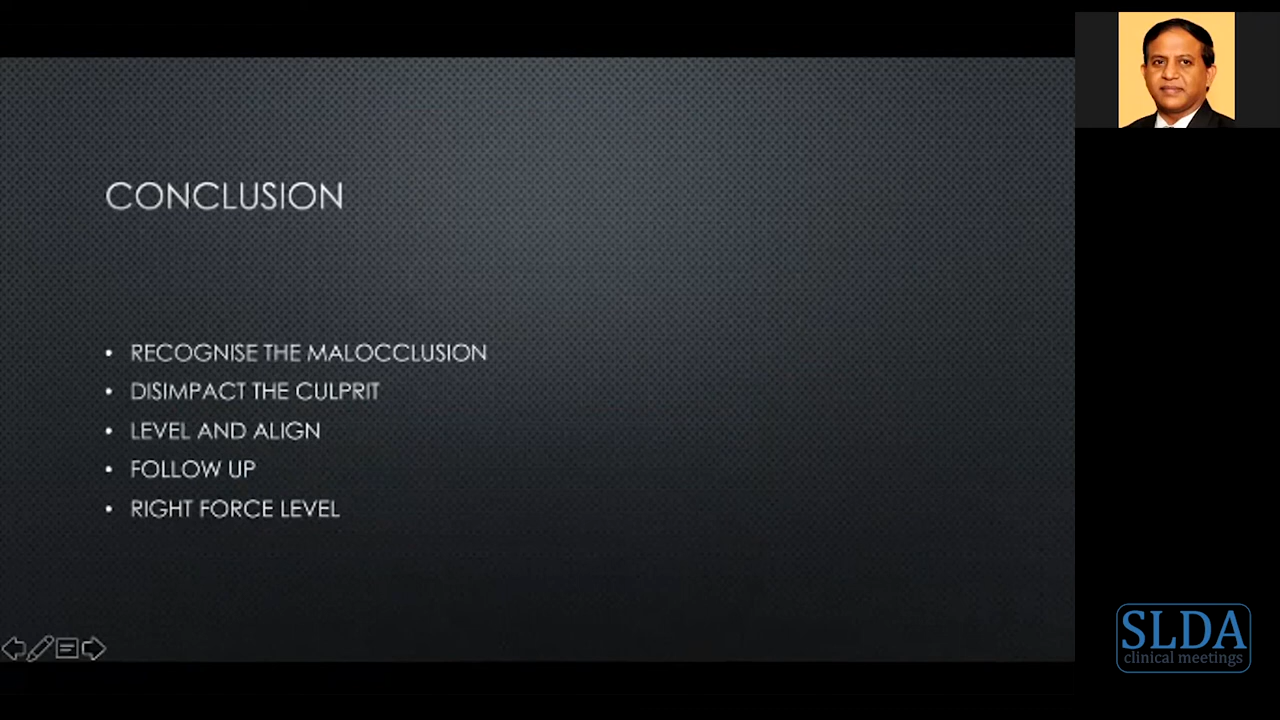 CONCLUSION
• RECOGNISE THE MALOCCLUSION
• DISIMPACT THE CULPRIT
• LEVEL AND ALIGN
• FOLLOW UP
• RIGHT FORCE LEVEL
SLDA
clinical meetings